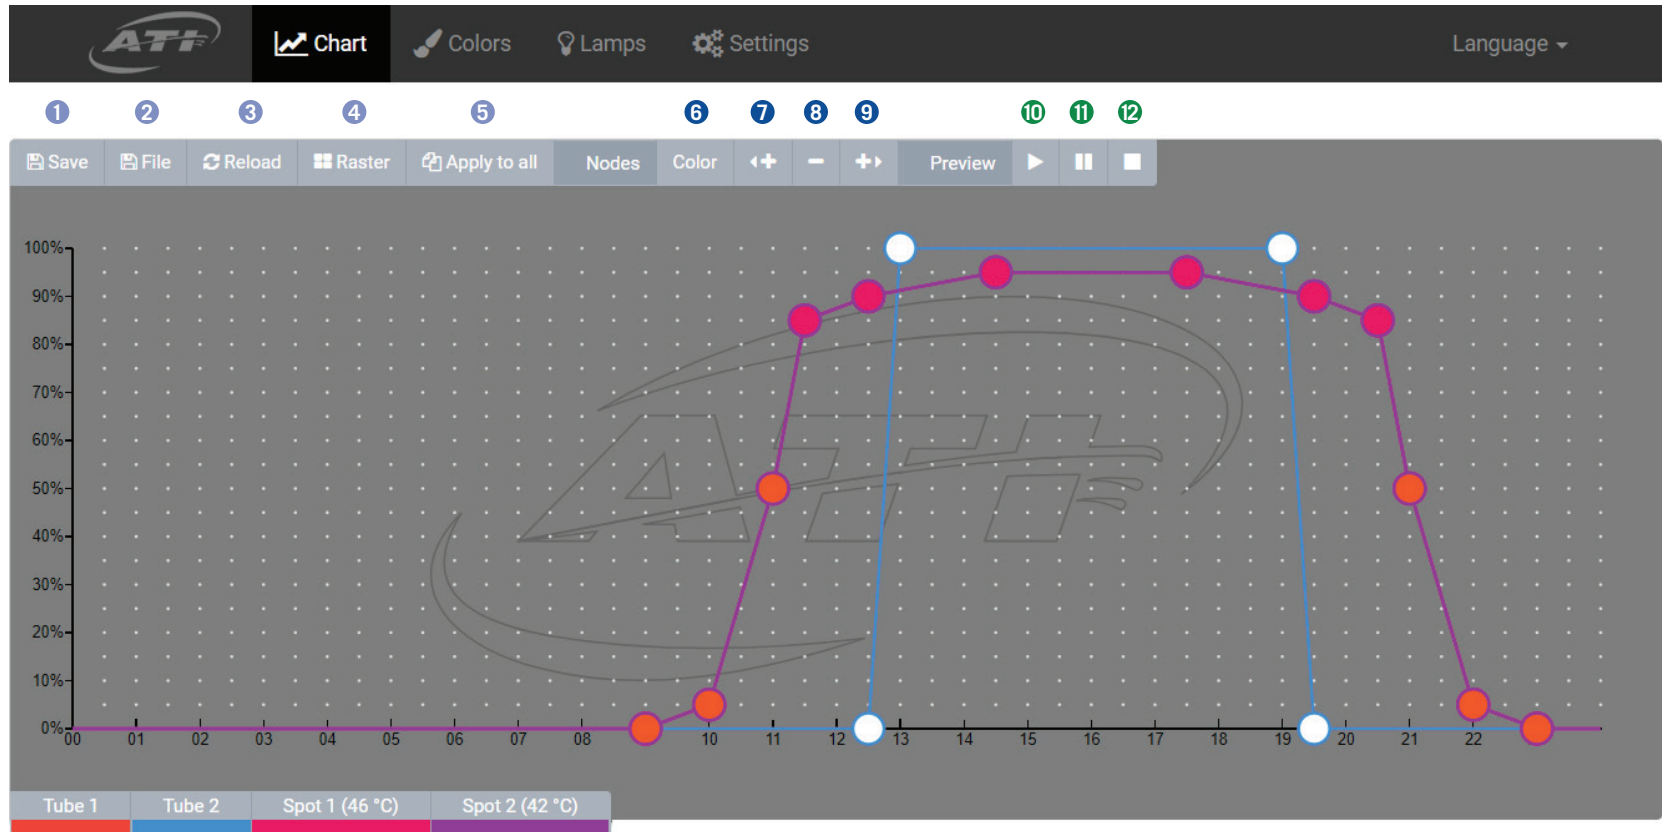 ATI Chart Colors Lamps Settings Language
1 2 3 4 5 6 7 8 9 10 11 12
Save File Reload Raster Apply to all Nodes Color Preview
100%
90%
80%
70%
60%
50%
40%
30%
20%
10%
0%
00 01 02 03 04 05 06 07 08 10 11 12 13 14 15 16 17 18 19 20 21 22
ATI
Tube 1 Tube 2 Spot 1 (46 °C) Spot 2 (42 °C)